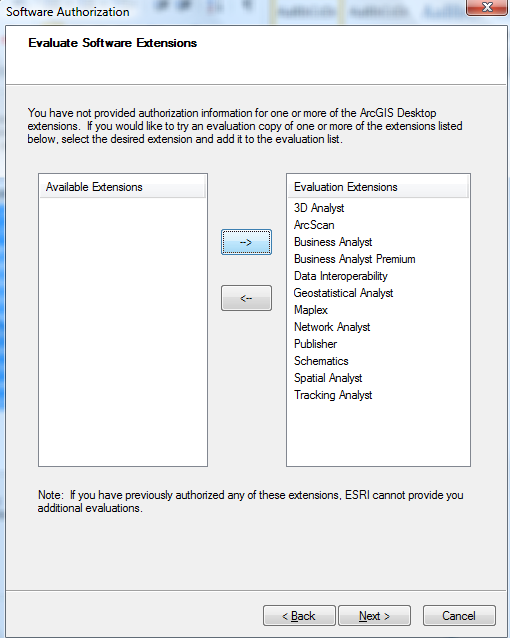 Software Authorization
Evaluate Software Extensions
You have not provided authorization information for one or more of the ArcGIS Desktop
extensions. If you would like to try an evaluation copy of one or more of the extensions listed
below, select the desired extension and add it to the evaluation list.
Available Extensions
Evaluation Extensions
3D Analyst
ArcScan
Business Analyst
Business Analyst Premium
Data Interoperability
Geostatistical Analyst
Maplex
Network Analyst
Publisher
Schematics
Spatial Analyst
Tracking Analyst
-->
<--
Note: If you have previously authorized any of these extensions, ESRI cannot provide you
additional evaluations.
< Back
Next >
Cancel